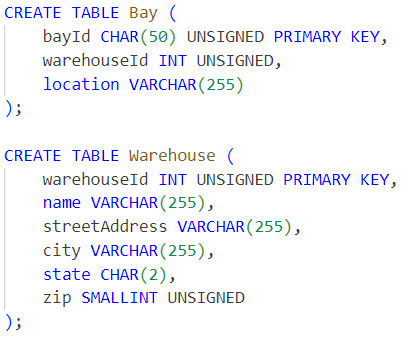 CREATE TABLE Bay (
    bayId CHAR(50) UNSIGNED PRIMARY KEY,
    warehouseId INT UNSIGNED,
    location VARCHAR(255)
);

CREATE TABLE Warehouse (
    warehouseId INT UNSIGNED PRIMARY KEY,
    name VARCHAR(255),
    streetAddress VARCHAR(255),
    city VARCHAR(255),
    state CHAR(2),
    zip SMALLINT UNSIGNED
);